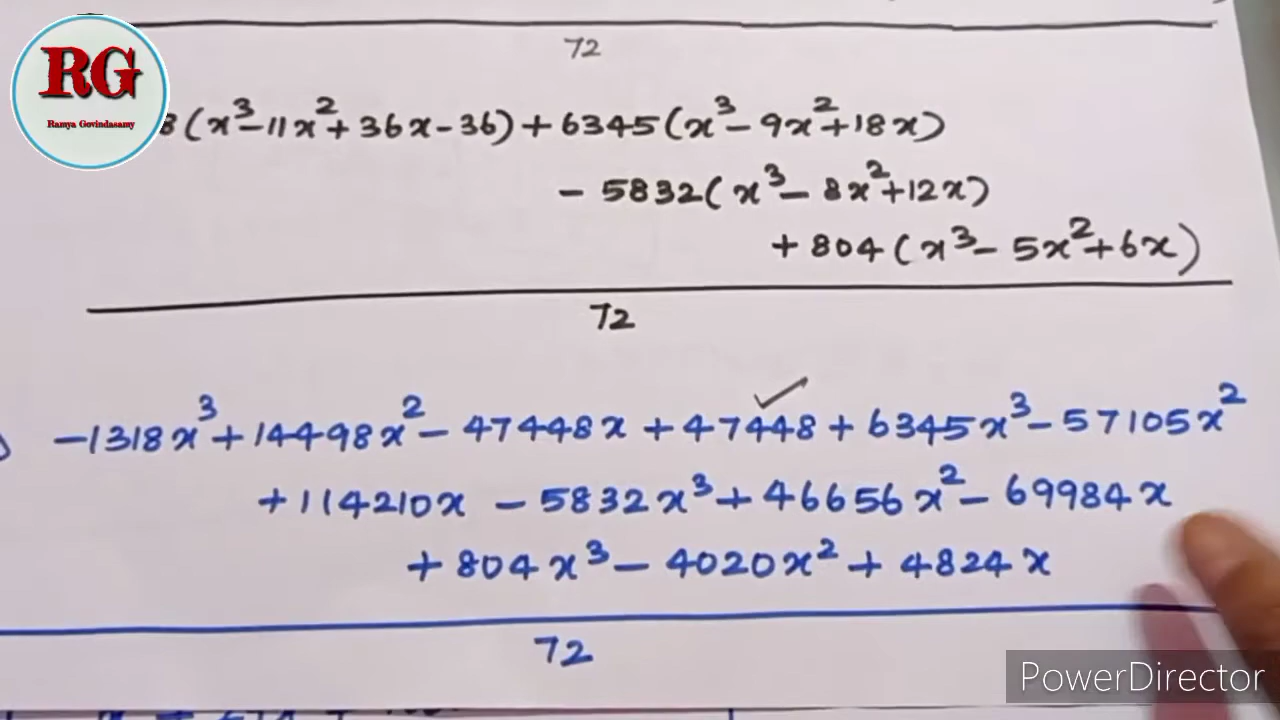 RG
Ramya Govindasamy
72
8(x³-11x²+36x-36)+6345(x³-9x²+18x)
-5832(x³-8x²+12x)
+804(x³-5x²+6x)
72
-1318x³+14498x²-47448x+47448+6345x³-57105x²
+114210x-5832x³+46656x²-69984x
+804x³-4020x²+4824x
72
PowerDirector